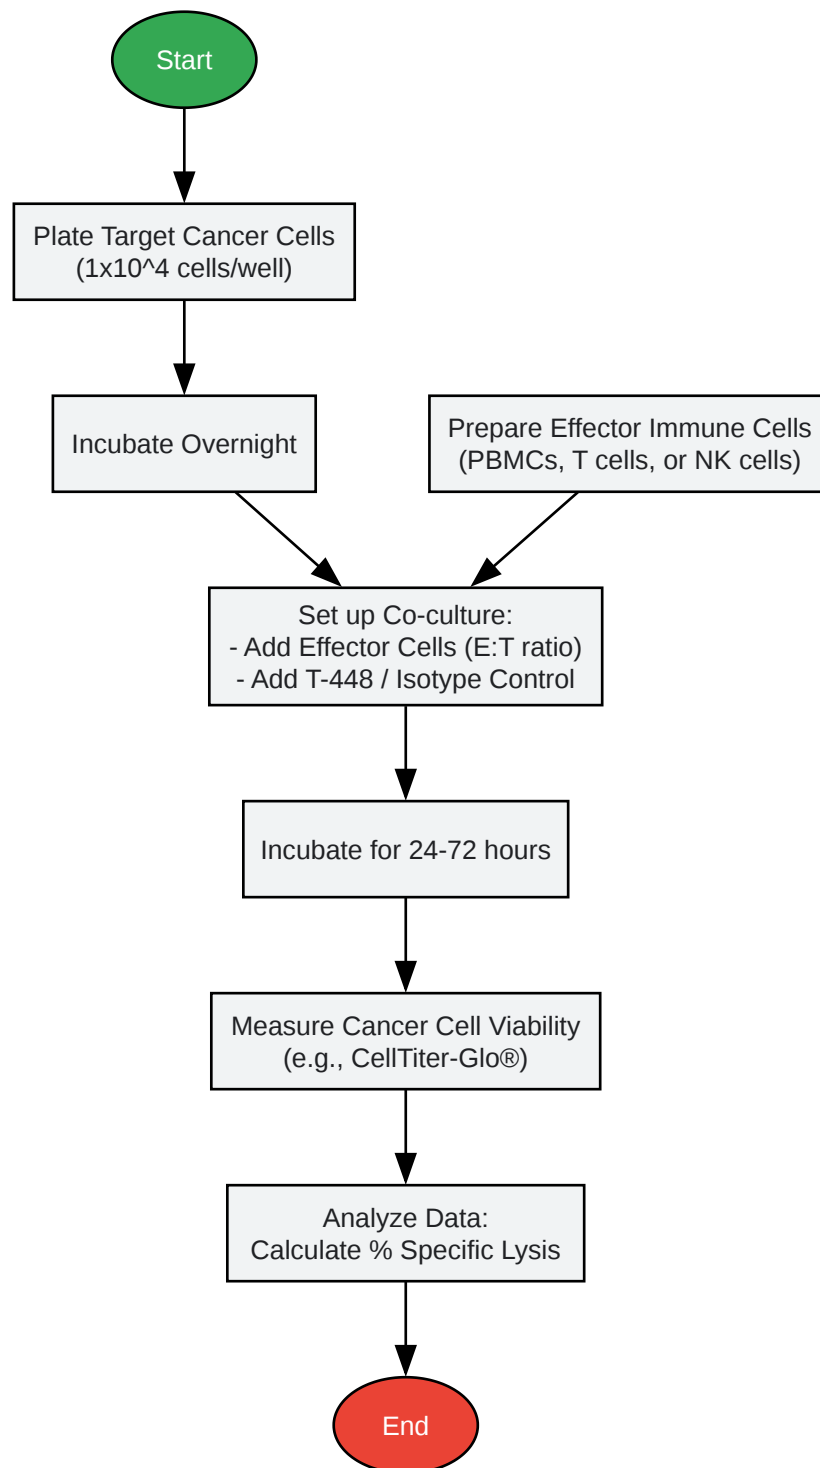 Start
Plate Target Cancer Cells
(1x10^4 cells/well)
Incubate Overnight
Prepare Effector Immune Cells
(PBMCs, T cells, or NK cells)
Set up Co-culture:
- Add Effector Cells (E:T ratio)
- Add T-448 / Isotype Control
Incubate for 24-72 hours
Measure Cancer Cell Viability
(e.g., CellTiter-Glo®)
Analyze Data:
Calculate % Specific Lysis
End